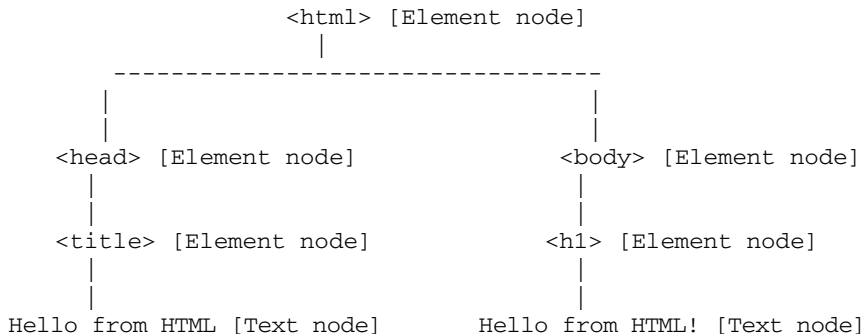 <html> [Element node]
<head> [Element node] <body> [Element node]
<title> [Element node] <h1> [Element node]
Hello from HTML [Text node] Hello from HTML! [Text node]